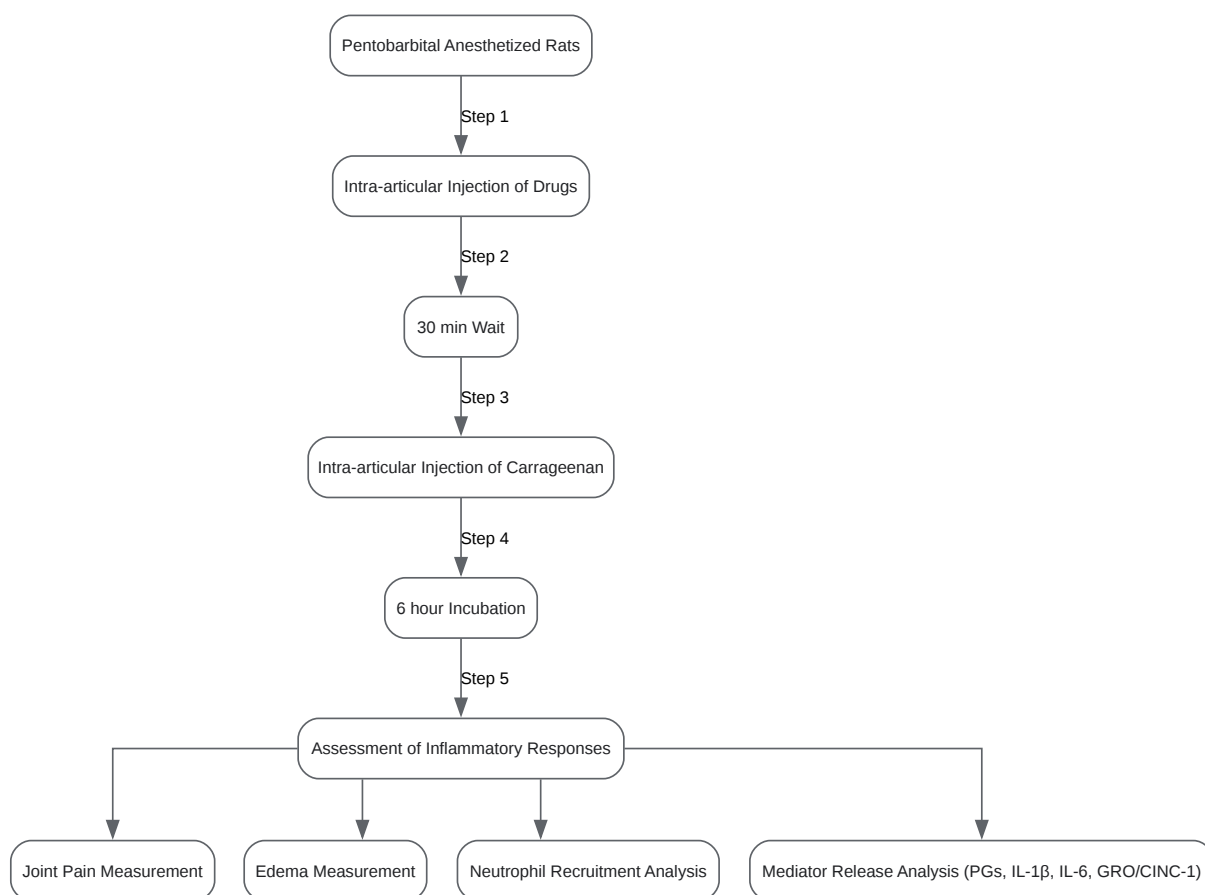 Pentobarbital Anesthetized Rats
Step 1
Intra-articular Injection of Drugs
Step 2
30 min Wait
Step 3
Intra-articular Injection of Carrageenan
Step 4
6 hour Incubation
Step 5
Assessment of Inflammatory Responses
Joint Pain Measurement
Edema Measurement
Neutrophil Recruitment Analysis
Mediator Release Analysis (PGs, IL-1β, IL-6, GRO/CINC-1)